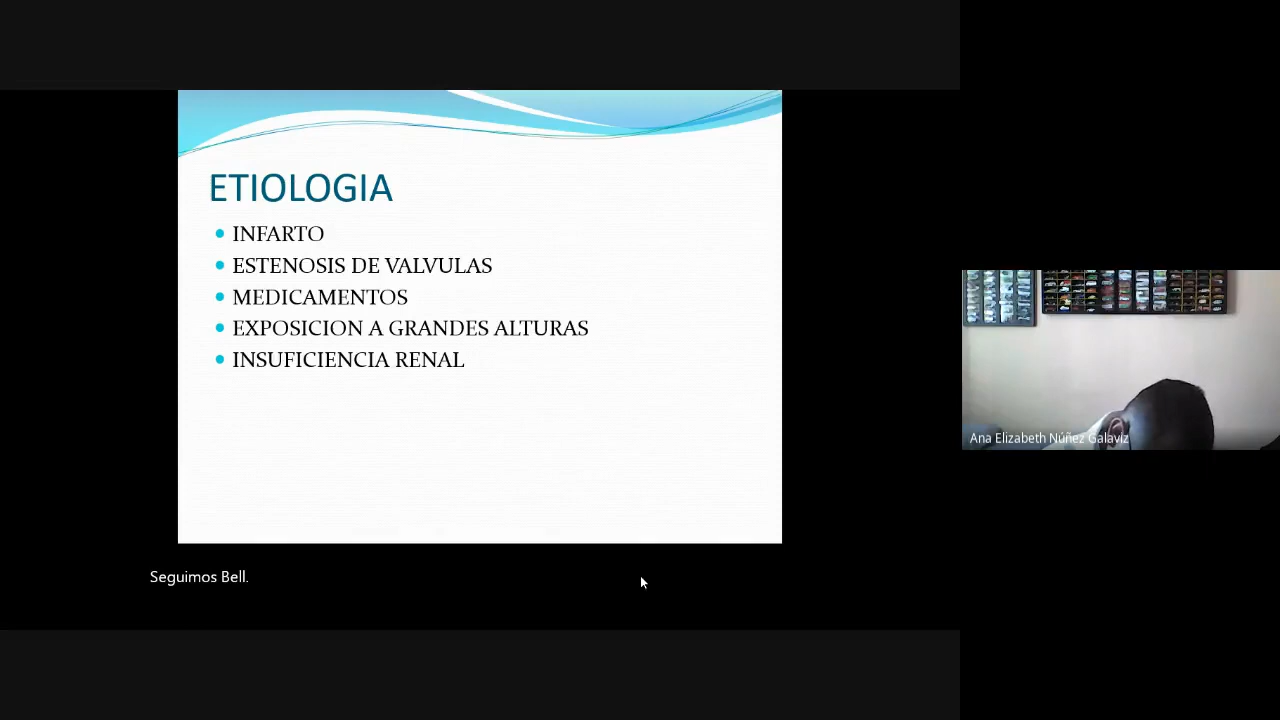 ETIOLOGIA
INFARTO
ESTENOSIS DE VALVULAS
MEDICAMENTOS
EXPOSICION A GRANDES ALTURAS
INSUFICIENCIA RENAL
Ana Elizabeth Núñez Galaviz
Seguimos Bell.